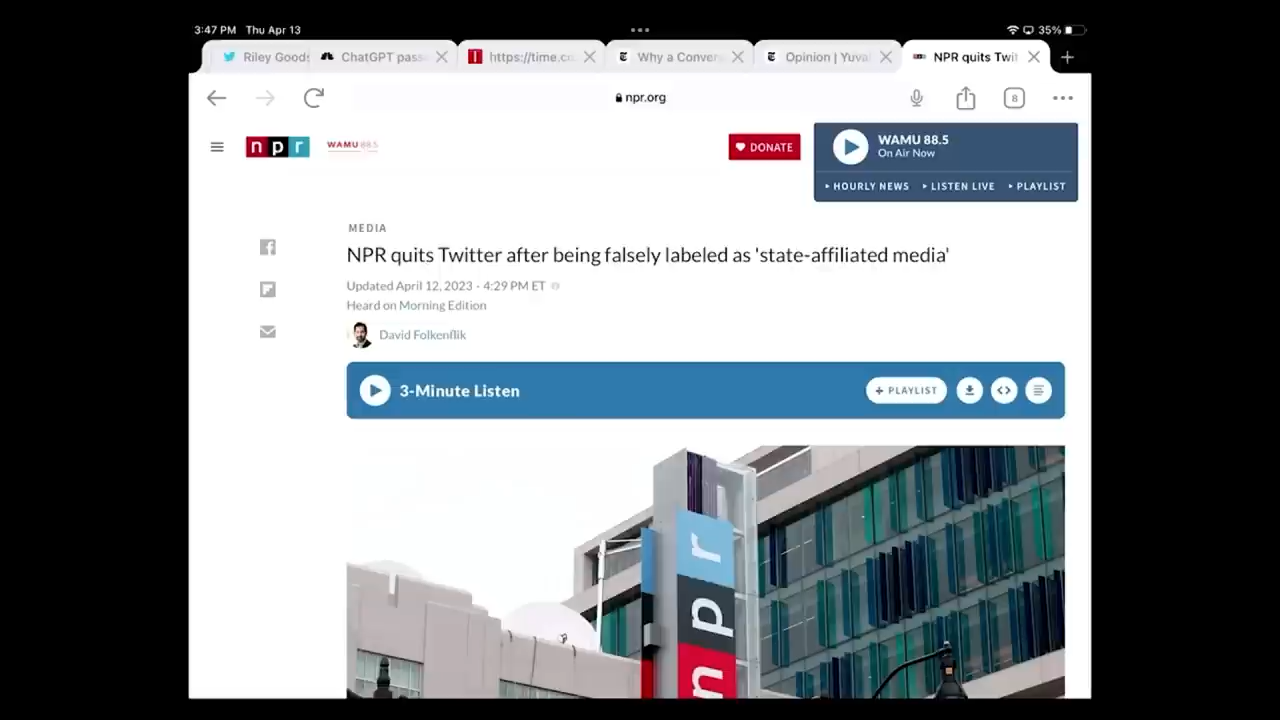 3:47 PM Thu Apr 13
35%
Riley Goods
ChatGPT pass
https://time.co
Why a Conver
Opinion | Yuval
NPR quits Twit
npr.org
8
npr
WAMU 88.5
DONATE
WAMU 88.5
On Air Now
HOURLY NEWS
LISTEN LIVE
PLAYLIST
MEDIA
NPR quits Twitter after being falsely labeled as 'state-affiliated media'
Updated April 12, 2023 · 4:29 PM ET
Heard on Morning Edition
David Folkenflik
3-Minute Listen
+ PLAYLIST
npr